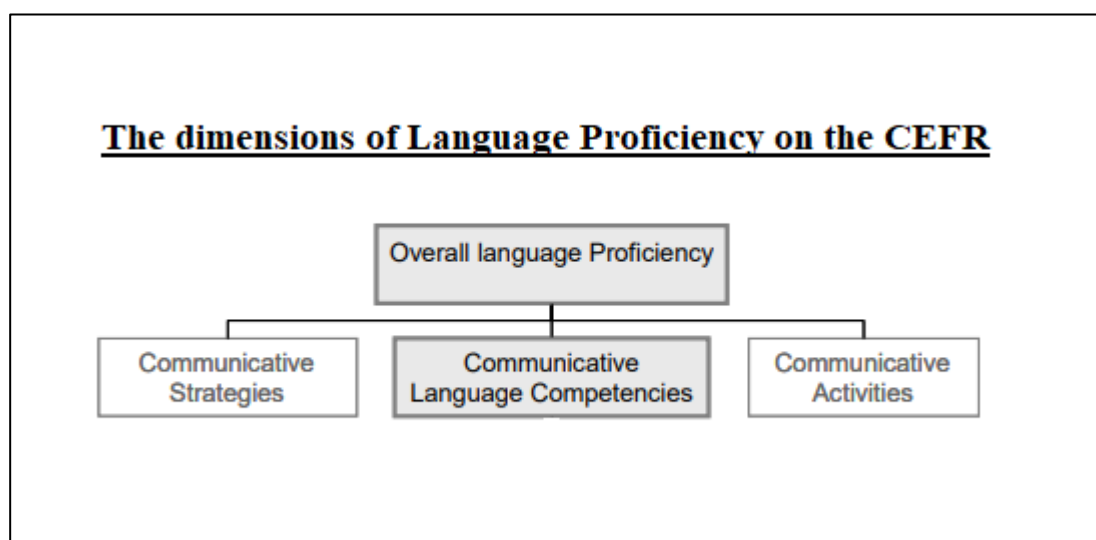 The dimensions of Language Proficiency on the CEFR
Overall language Proficiency
Communicative
Strategies
Communicative
Language Competencies
Communicative
Activities